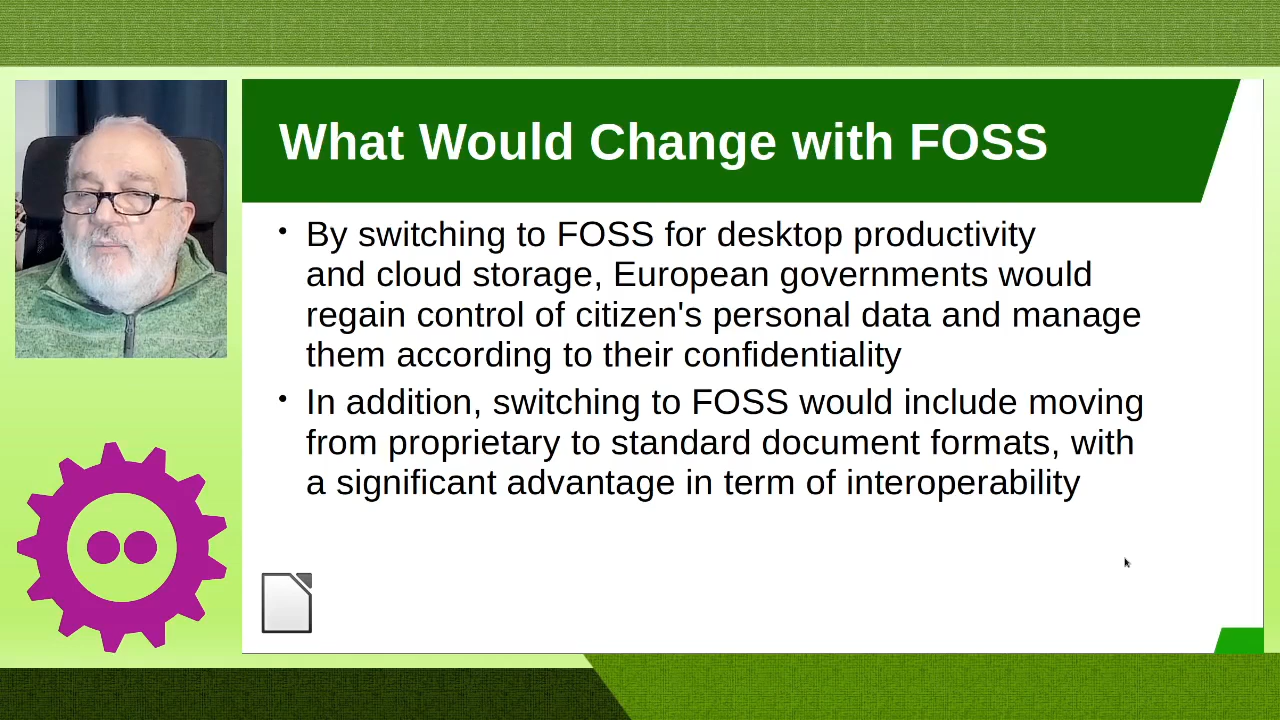 What Would Change with FOSS
• By switching to FOSS for desktop productivity
and cloud storage, European governments would
regain control of citizen's personal data and manage
them according to their confidentiality
• In addition, switching to FOSS would include moving
from proprietary to standard document formats, with
a significant advantage in term of interoperability